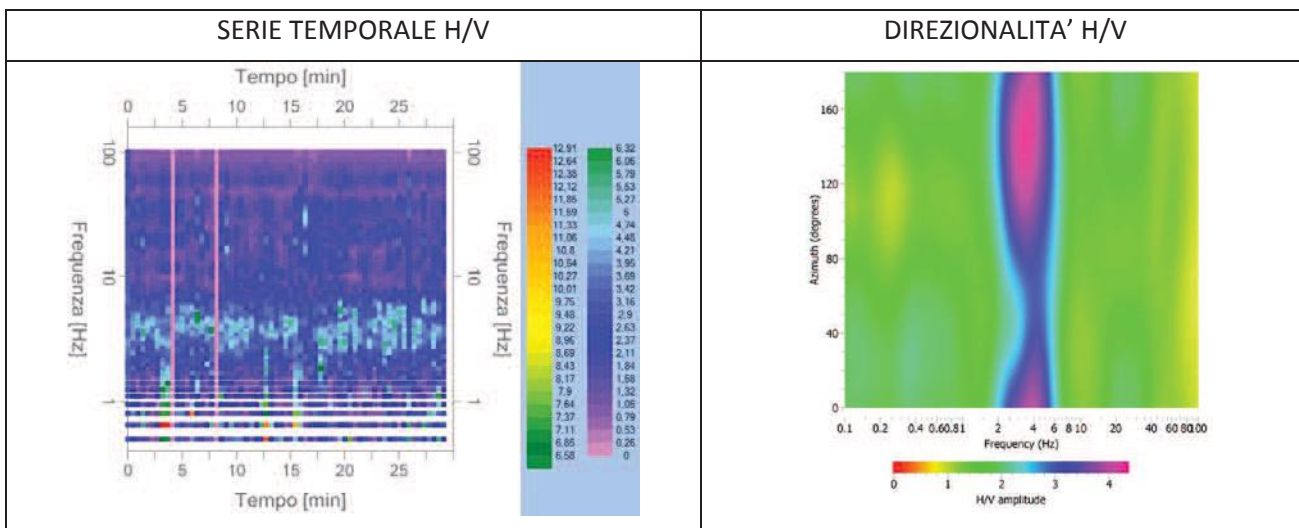 SERIE TEMPORALE H/V
DIREZIONALITA’ H/V
Tempo [min]
0 5 10 15 20 25
100
10
1
Frequenza [Hz]
100
10
1
Frequenza [Hz]
0 5 10 15 20 25
Tempo [min]
12,91 6,32
12,64 6,05
12,38 5,79
12,12 5,53
11,85 5,27
11,59 5
11,33 4,74
11,06 4,48
10,8 4,21
10,54 3,95
10,27 3,69
10,01 3,42
9,75 3,16
9,48 2,9
9,22 2,63
8,96 2,37
8,69 2,11
8,43 1,84
8,17 1,58
7,9 1,32
7,64 1,05
7,37 0,79
7,11 0,53
6,85 0,26
6,58 0
Azimuth (degrees)
160
120
80
40
0
0.1 0.2 0.4 0.60.81 2 4 6 8 10 20 40 60 80100
Frequency (Hz)
0 1 2 3 4
H/V amplitude